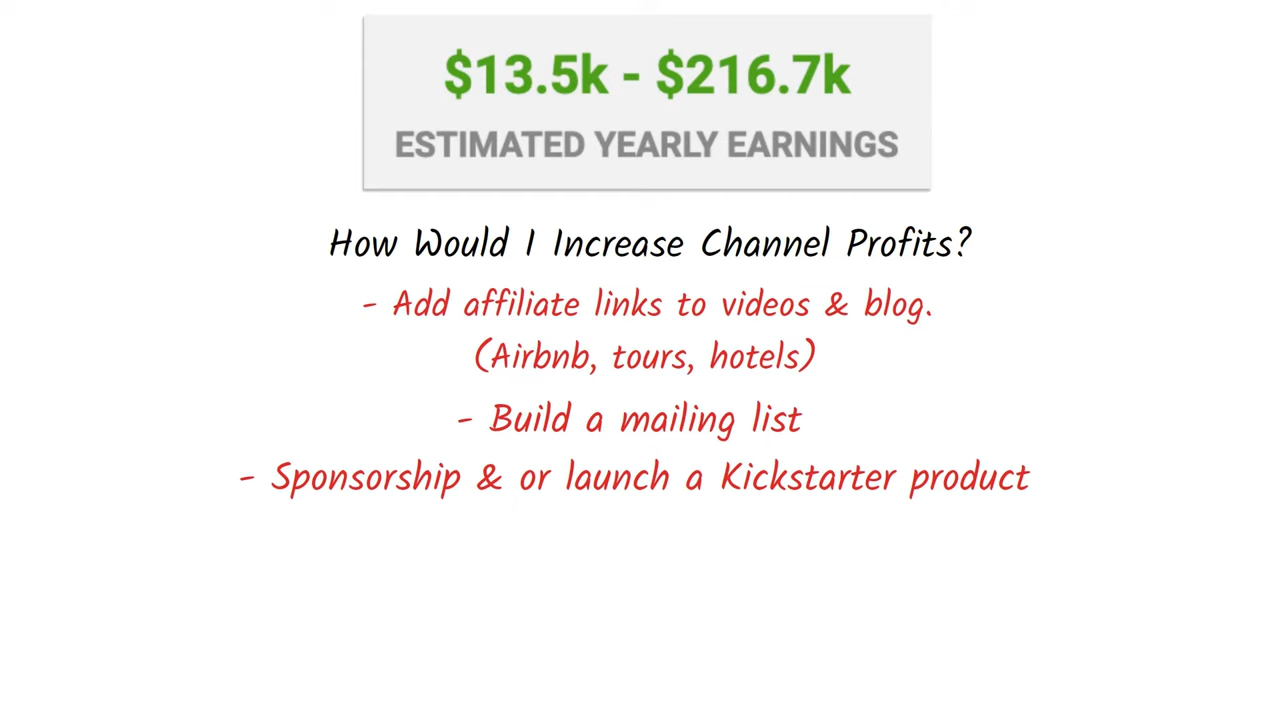 $13.5k - $216.7k
ESTIMATED YEARLY EARNINGS
How Would I Increase Channel Profits?
- Add affiliate links to videos & blog.
(Airbnb, tours, hotels)
- Build a mailing list
- Sponsorship & or launch a Kickstarter product